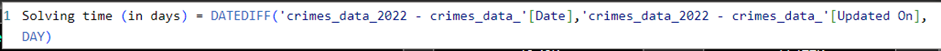 1 Solving time (in days) = DATEDIFF('crimes_data_2022 - crimes_data_'[Date],'crimes_data_2022 - crimes_data_'[Updated On],
DAY)